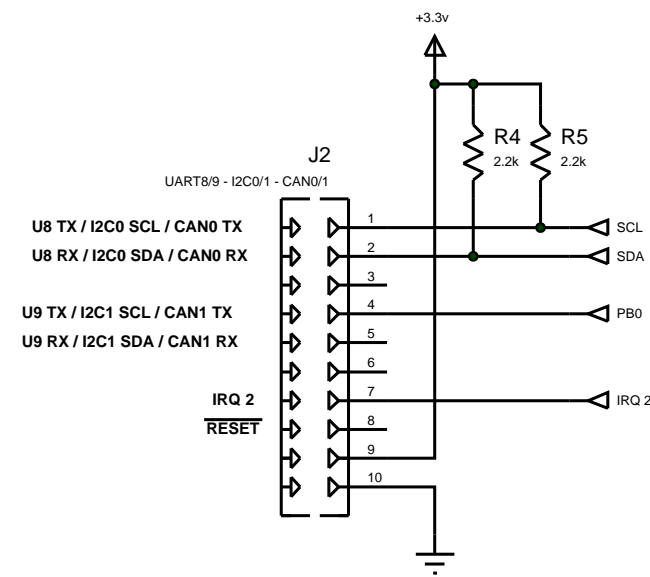 +3.3v
R4
R5
2.2k
2.2k
J2
UART8/9 - I2C0/1 - CAN0/1
U8 TX / I2C0 SCL / CAN0 TX
1
SCL
U8 RX / I2C0 SDA / CAN0 RX
2
SDA
3
U9 TX / I2C1 SCL / CAN1 TX
4
PB0
U9 RX / I2C1 SDA / CAN1 RX
5
6
IRQ 2
7
IRQ 2
RESET
8
9
10